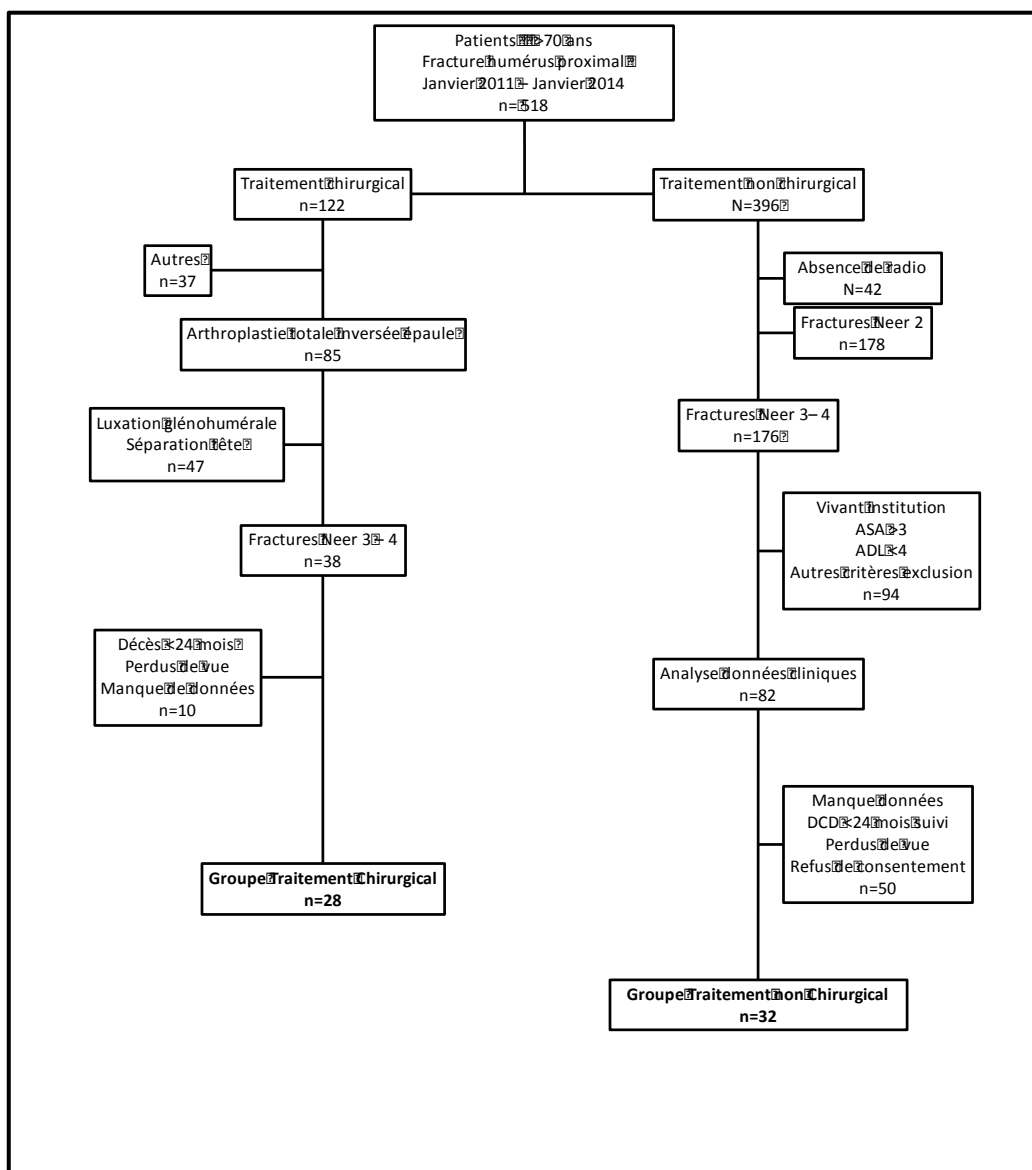 Patients >70 ans
Fracture humérus proximal
Janvier 2011 – Janvier 2014
n= 518
Traitement chirurgical
n=122
Traitement non chirurgical
N=396
Autres
n=37
Absence de radio
N=42
Fractures Neer 2
n=178
Arthroplastie totale inversée épaule
n=85
Luxation glénohumérale
Séparation tête
n=47
Fractures Neer 3– 4
n=176
Vivant institution
ASA >3
ADL <4
Autres critères exclusion
n=94
Fractures Neer 3 – 4
n=38
Décès <24 mois
Perdus de vue
Manque de données
n=10
Analyse données cliniques
n=82
Manque données
DCD <24 mois suivi
Perdus de vue
Refus de consentement
n=50
Groupe Traitement Chirurgical
n=28
Groupe Traitement non Chirurgical
n=32